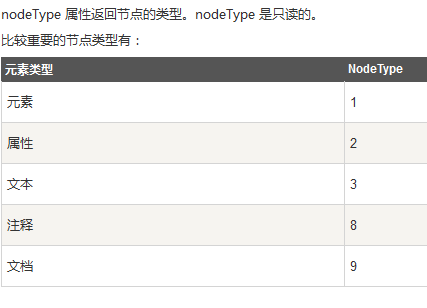 nodeType 属性返回节点的类型。nodeType 是只读的。
比较重要的节点类型有：
元素类型 NodeType
元素 1
属性 2
文本 3
注释 8
文档 9